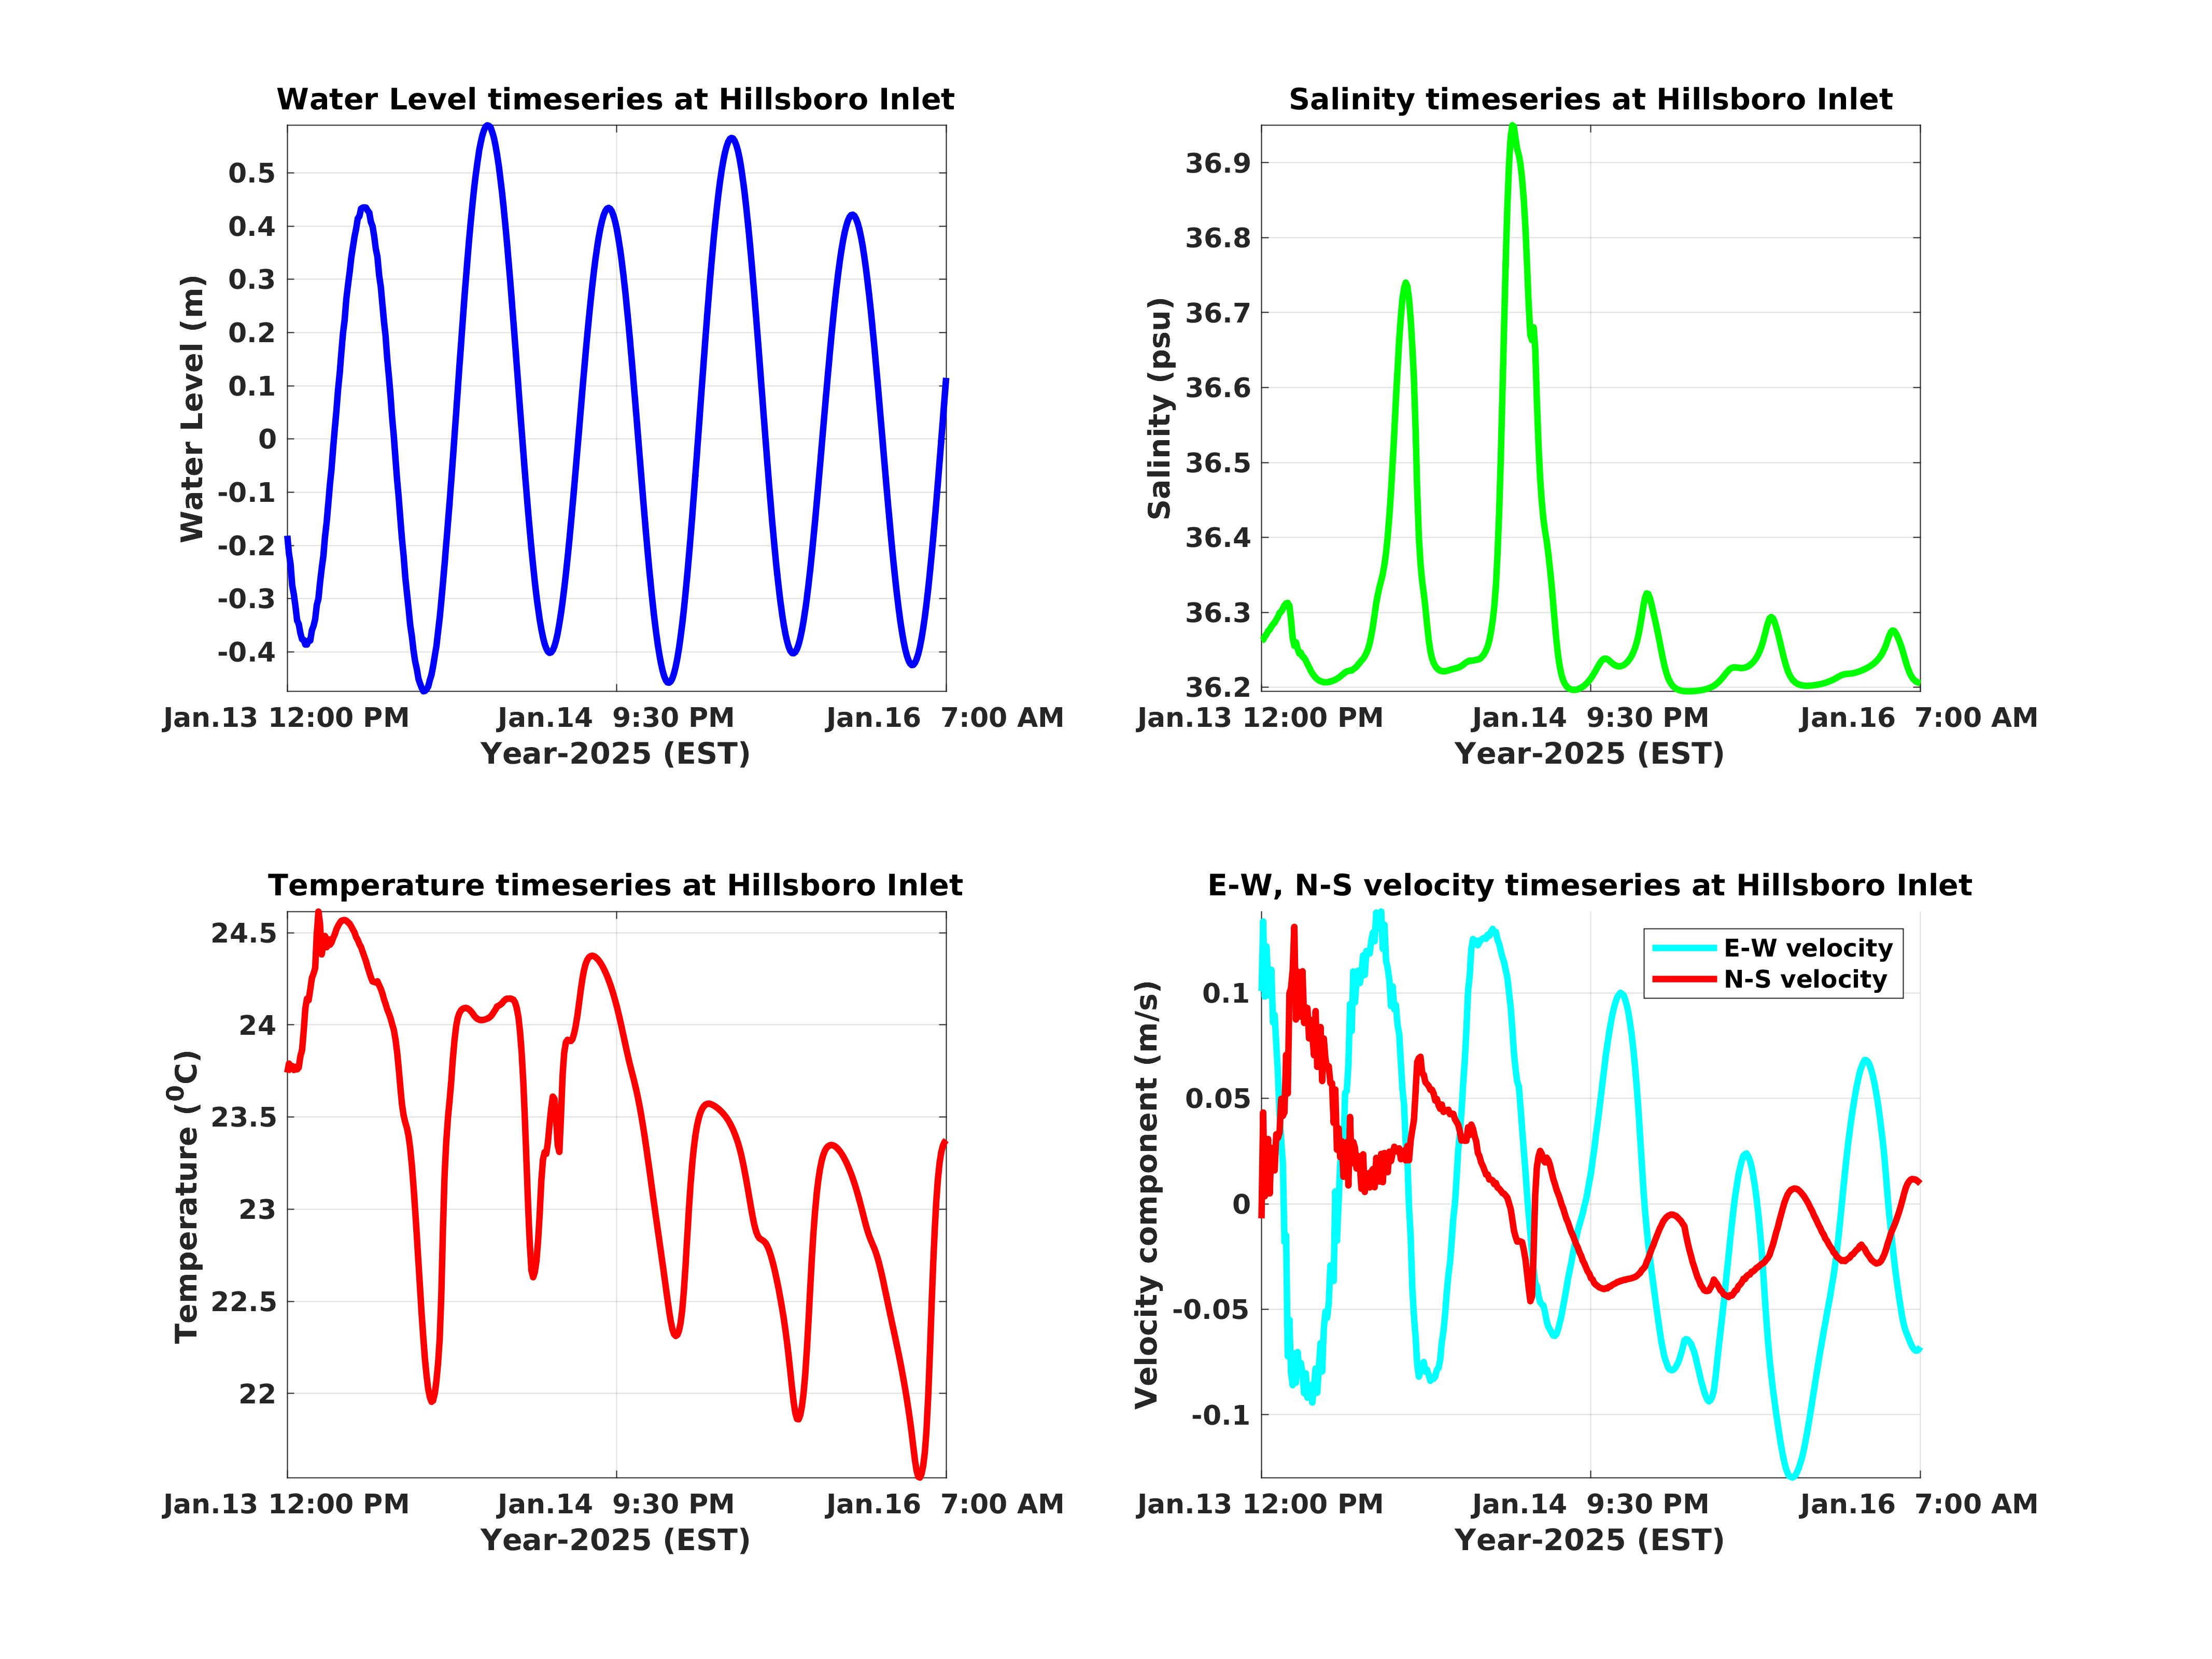 Water Level timeseries at Hillsboro Inlet
Water Level (m)
0.5
0.4
0.3
0.2
0.1
0
-0.1
-0.2
-0.3
-0.4
Jan.13 12:00 PM
Jan.14 9:30 PM
Jan.16 7:00 AM
Year-2025 (EST)
Salinity timeseries at Hillsboro Inlet
Salinity (psu)
36.9
36.8
36.7
36.6
36.5
36.4
36.3
36.2
Jan.13 12:00 PM
Jan.14 9:30 PM
Jan.16 7:00 AM
Year-2025 (EST)
Temperature timeseries at Hillsboro Inlet
Temperature (⁰C)
24.5
24
23.5
23
22.5
22
Jan.13 12:00 PM
Jan.14 9:30 PM
Jan.16 7:00 AM
Year-2025 (EST)
E-W, N-S velocity timeseries at Hillsboro Inlet
Velocity component (m/s)
0.1
0.05
0
-0.05
-0.1
E-W velocity
N-S velocity
Jan.13 12:00 PM
Jan.14 9:30 PM
Jan.16 7:00 AM
Year-2025 (EST)